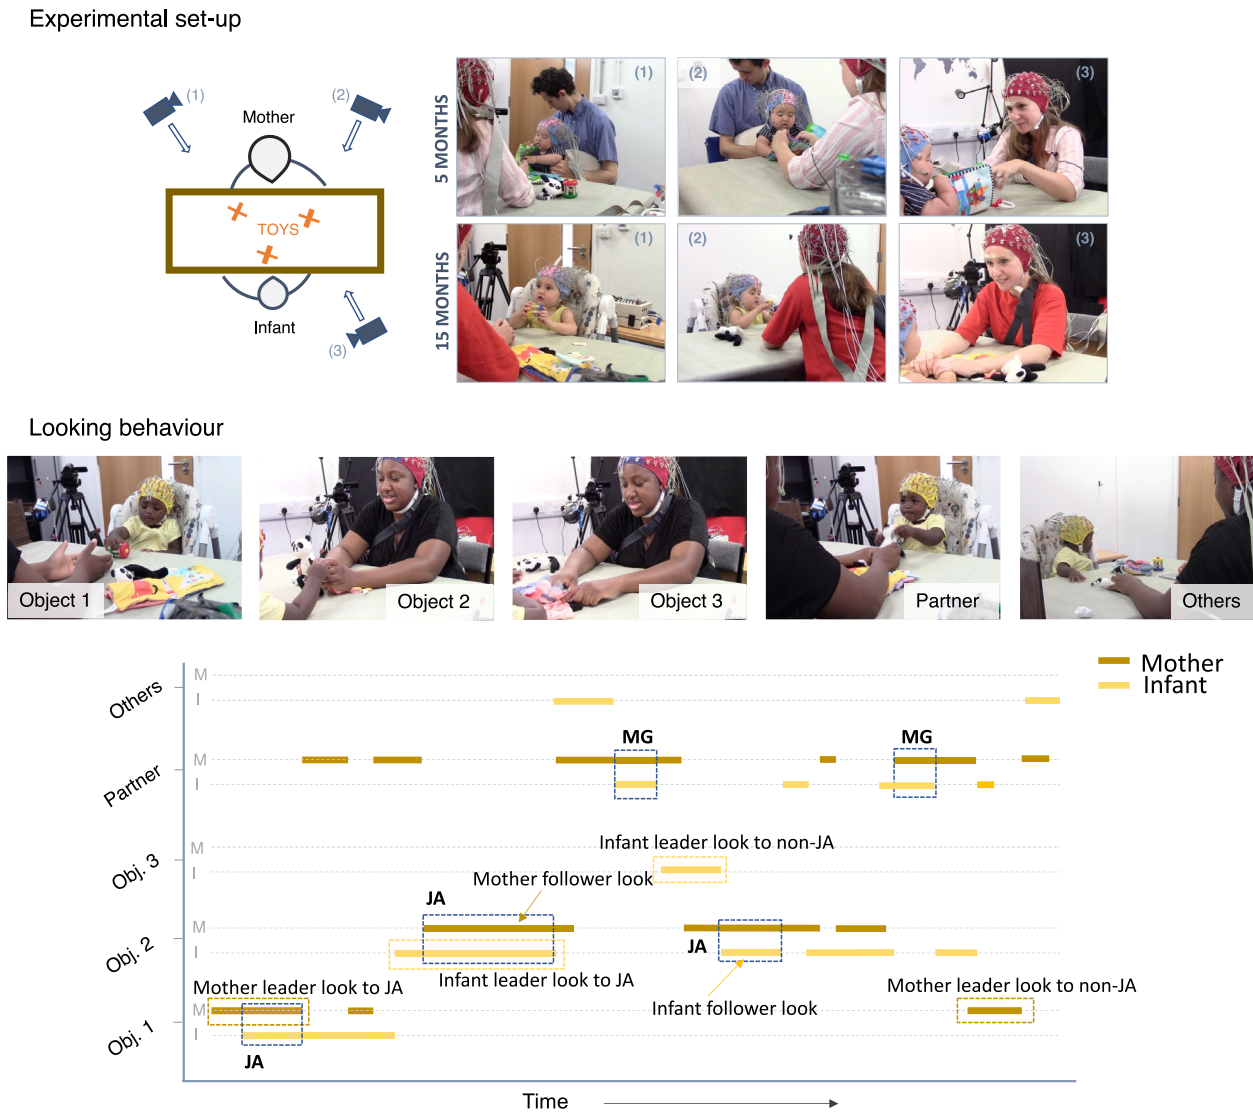 Experimental set-up
(1)
(2)
Mother
TOYS
Infant
(3)
5 MONTHS
(1)
(2)
(3)
15 MONTHS
(1)
(2)
(3)
Looking behaviour
Object 1
Object 2
Object 3
Partner
Others
Mother
Infant
Others
M
I
MG
MG
Partner
M
I
Infant leader look to non-JA
Obj. 3
M
I
Mother follower look
JA
Obj. 2
M
I
JA
Infant leader look to JA
Infant follower look
Mother leader look to JA
Mother leader look to non-JA
Obj. 1
M
I
JA
Time